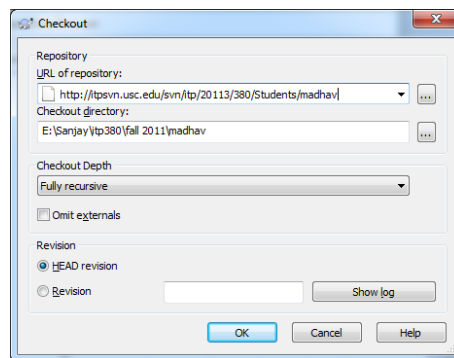 Checkout
Repository
URL of repository:
http://itpsvn.usc.edu/svn/itp/20113/380/Students/madhav
...
Checkout directory:
E:\Sanjay\itp380\fall 2011\madhav
...
Checkout Depth
Fully recursive
Omit externals
Revision
HEAD revision
Revision
Show log
OK Cancel Help